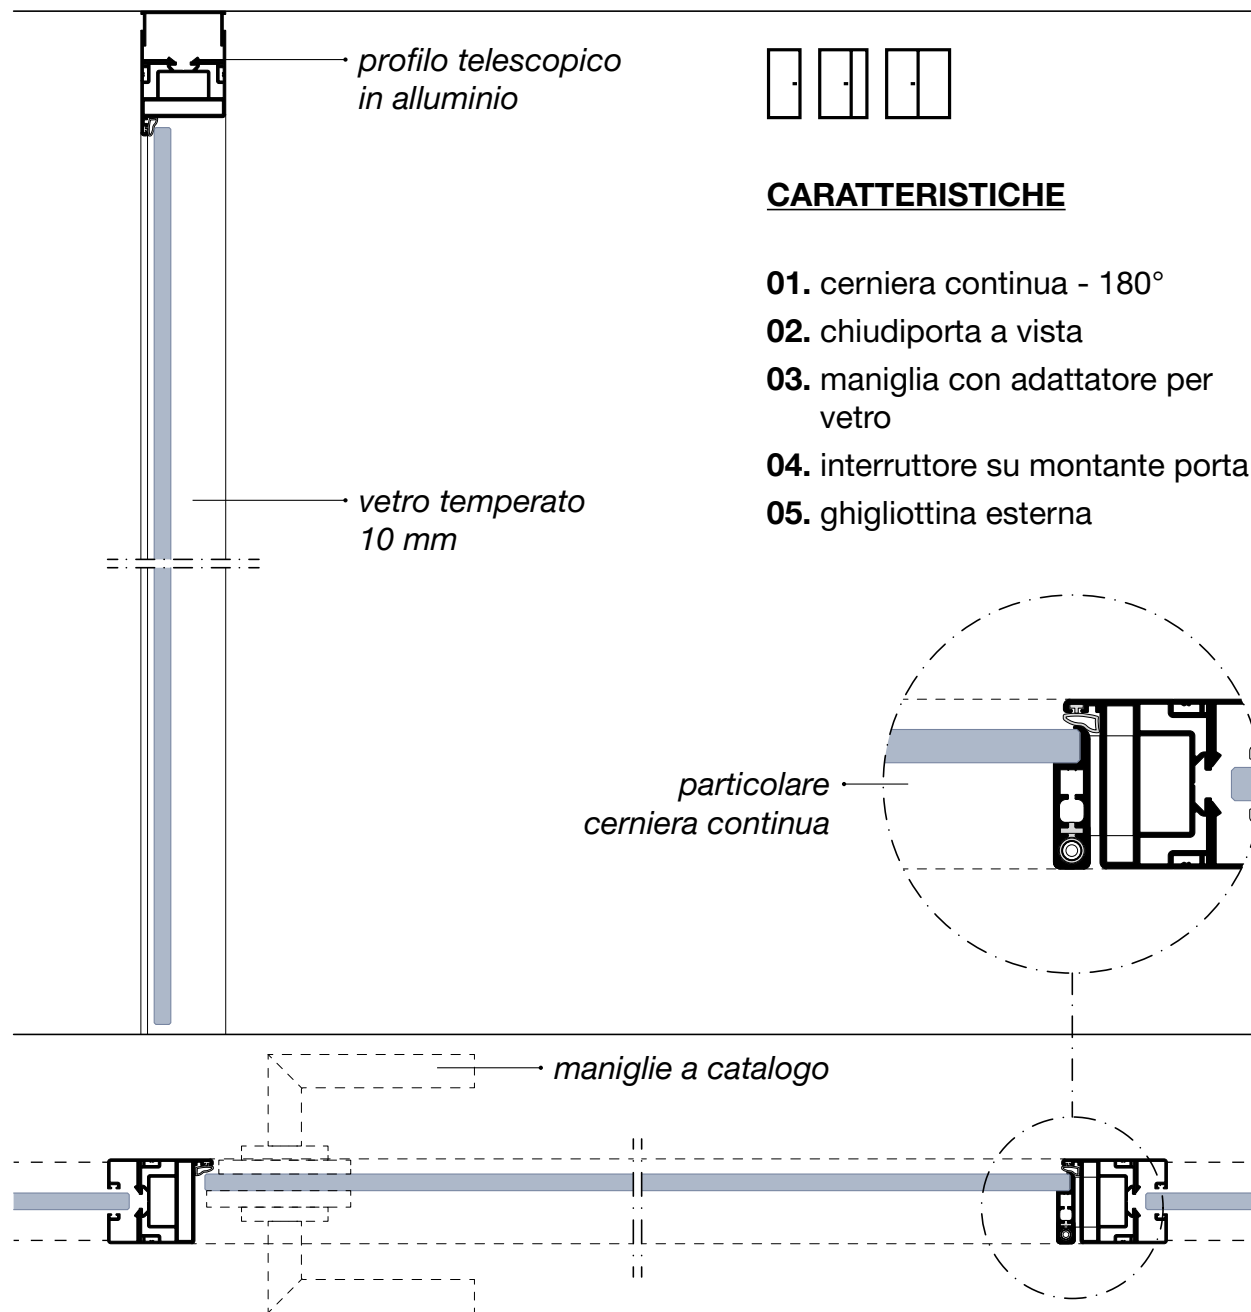 profilo telescopico
in alluminio
CARATTERISTICHE
01. cerniera continua - 180°
02. chiudiporta a vista
03. maniglia con adattatore per
vetro
04. interruttore su montante porta
05. ghigliottina esterna
vetro temperato
10 mm
particolare
cerniera continua
maniglie a catalogo